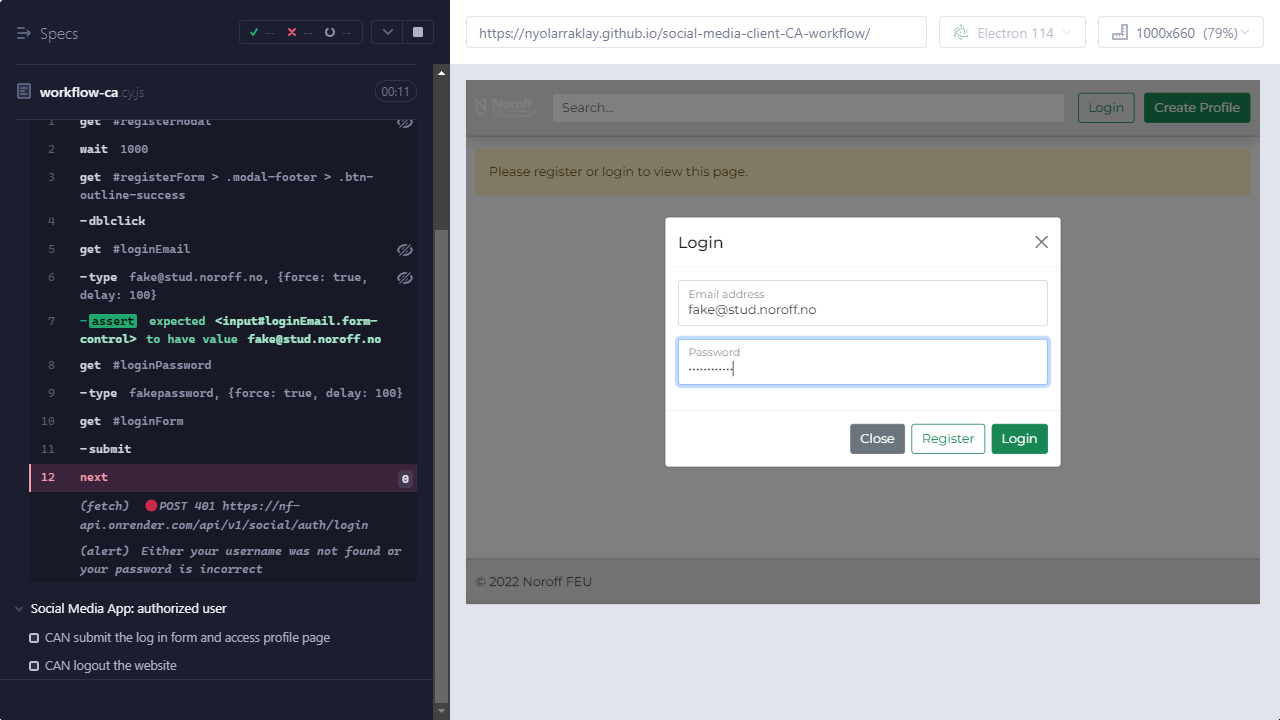 Specs
-- -- --
workflow-ca.cy.js
00:11
1 get #registerModal
2 wait 1000
3 get #registerForm > .modal-footer > .btn-
outline-success
4 -dblclick
5 get #loginEmail
6 -type fake@stud.noroff.no, {force: true,
delay: 100}
7 -assert expected <input#loginEmail.form-
control> to have value fake@stud.noroff.no
8 get #loginPassword
9 -type fakepassword, {force: true, delay: 100}
10 get #loginForm
11 -submit
12 next 0
(fetch) POST 401 https://nf-
api.onrender.com/api/v1/social/auth/login
(alert) Either your username was not found or
your password is incorrect
Social Media App: authorized user
CAN submit the log in form and access profile page
CAN logout the website
https://nyolarraklay.github.io/social-media-client-CA-workflow/
Electron 114
1000x660 (79%)
Noroff
Search...
Login
Create Profile
Please register or login to view this page.
Login
Email address
fake@stud.noroff.no
Password
Close
Register
Login
© 2022 Noroff FEU